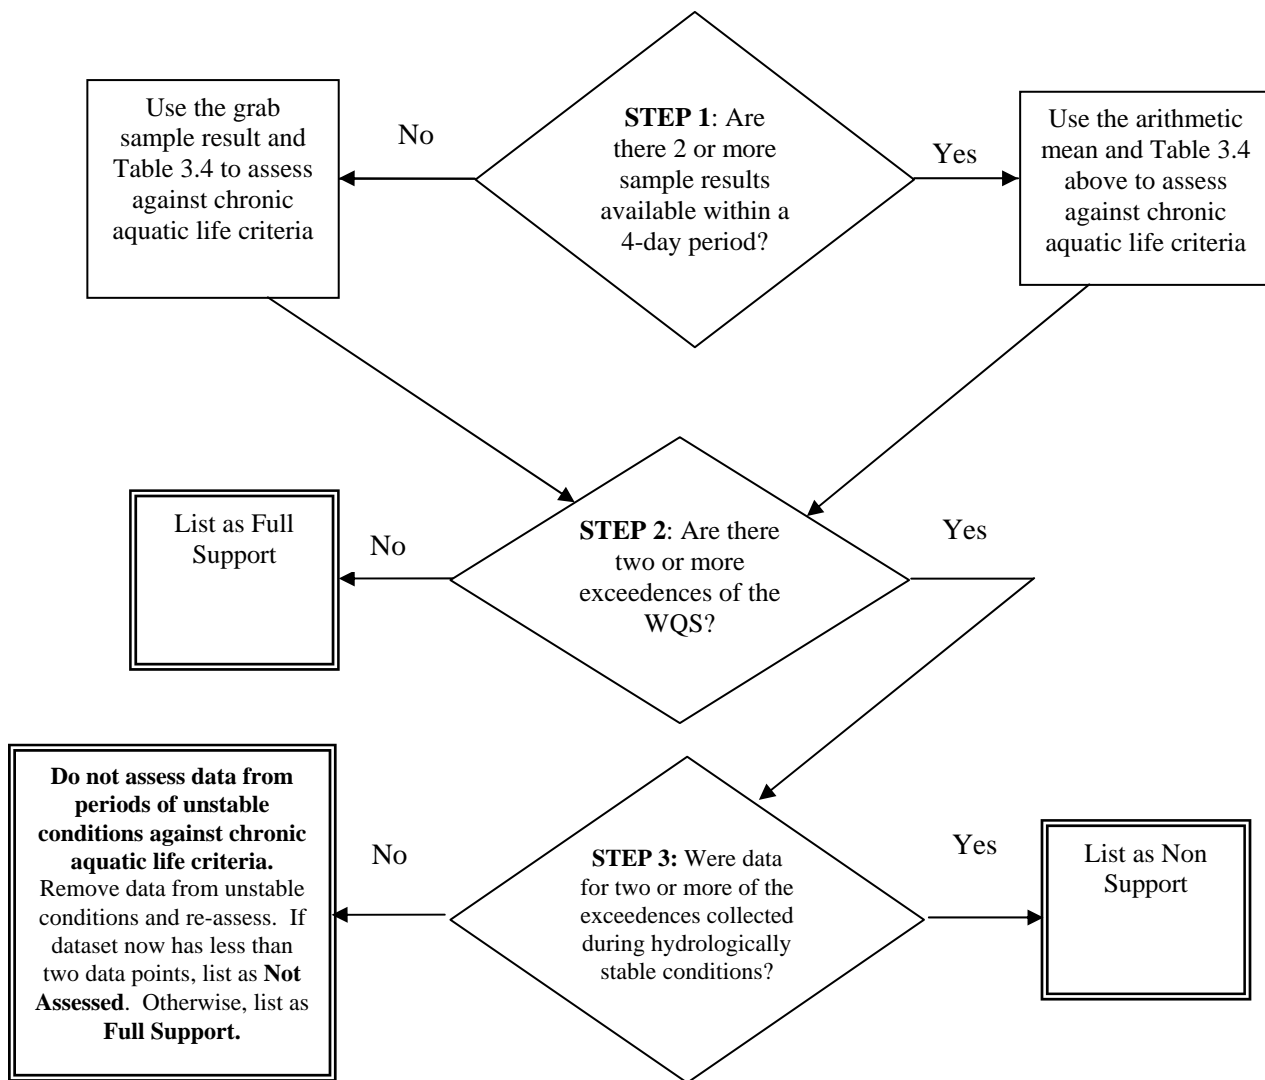 Use the grab
sample result and
Table 3.4 to assess
against chronic
aquatic life criteria
No
STEP 1: Are
there 2 or more
sample results
available within a
4-day period?
Yes
Use the arithmetic
mean and Table 3.4
above to assess
against chronic
aquatic life criteria
List as Full
Support
No
STEP 2: Are there
two or more
exceedences of the
WQS?
Yes
Do not assess data from
periods of unstable
conditions against chronic
aquatic life criteria.
Remove data from unstable
conditions and re-assess. If
dataset now has less than
two data points, list as Not
Assessed. Otherwise, list as
Full Support.
No
STEP 3: Were data
for two or more of the
exceedences collected
during hydrologically
stable conditions?
Yes
List as Non
Support